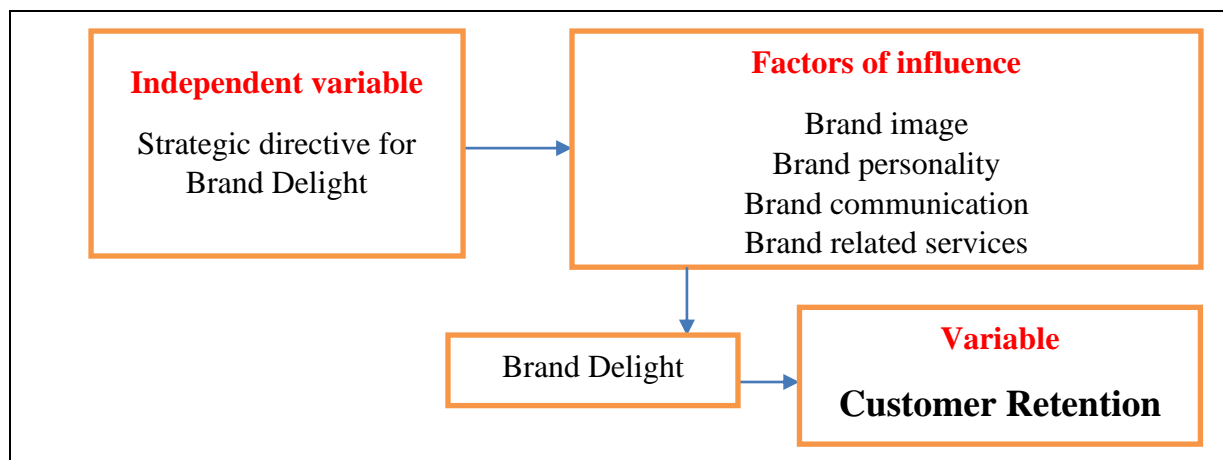 Independent variable
Strategic directive for
Brand Delight
Factors of influence
Brand image
Brand personality
Brand communication
Brand related services
Brand Delight
Variable
Customer Retention